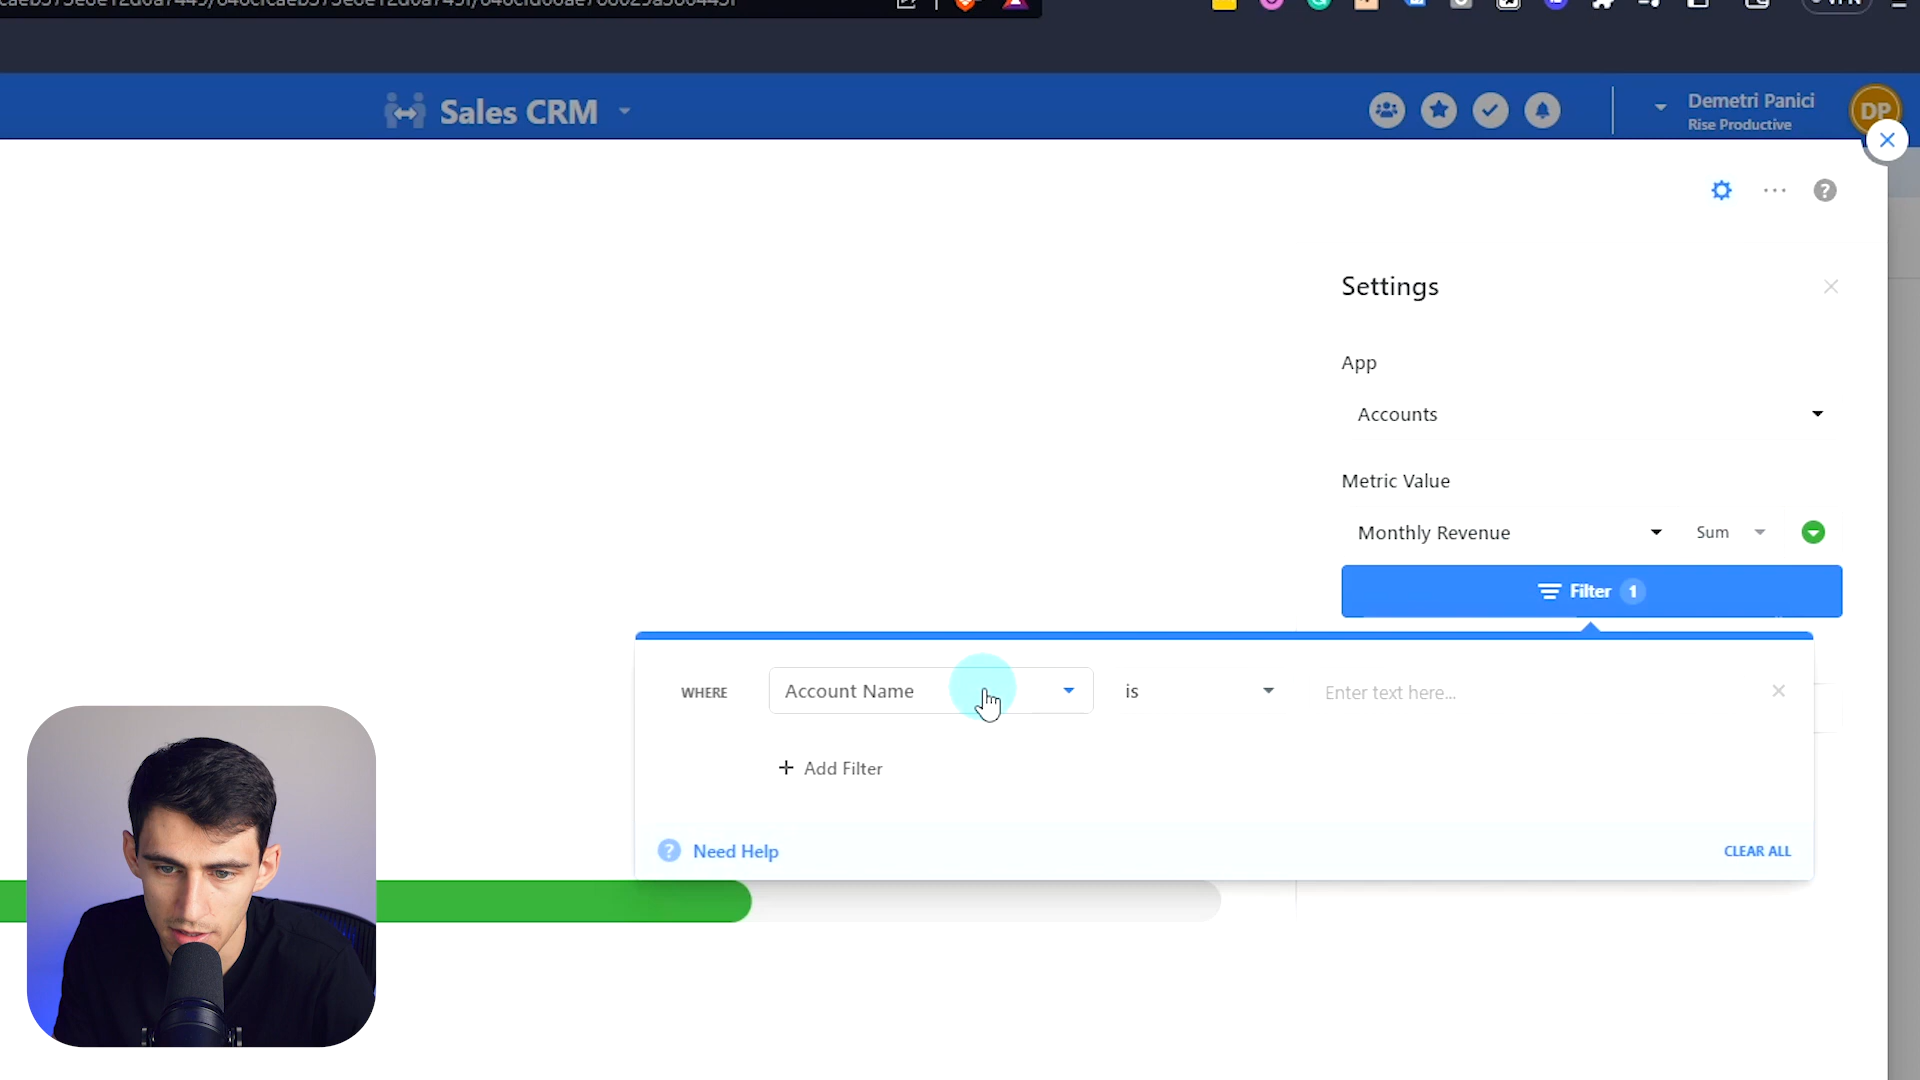 Sales CRM
Demetri Panici
Rise Productive
DP
Settings
App
Accounts
Metric Value
Monthly Revenue
Sum
Filter 1
WHERE
Account Name
is
Enter text here...
+ Add Filter
? Need Help
CLEAR ALL